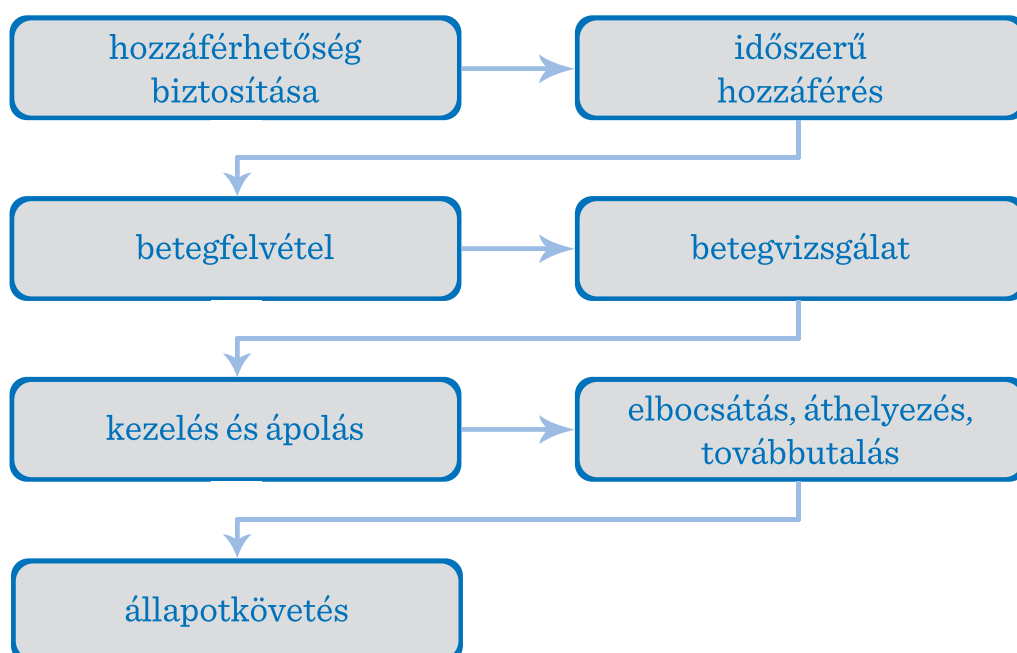 hozzáférhetőség
biztosítása
időszerű
hozzáférés
betegfelvétel
betegvizsgálat
kezelés és ápolás
elbocsátás, áthelyezés,
továbbutalás
állapotkövetés